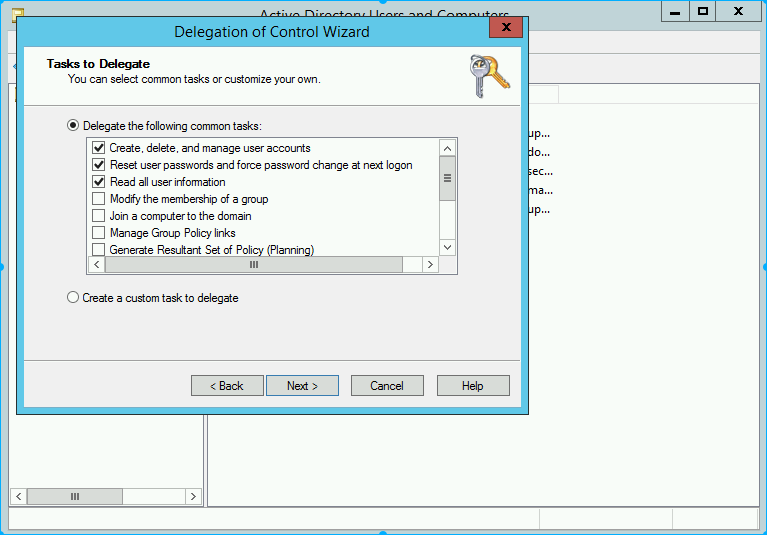 Active Directory Users and Computers
Delegation of Control Wizard
Tasks to Delegate
You can select common tasks or customize your own.
Delegate the following common tasks:
Create, delete, and manage user accounts
Reset user passwords and force password change at next logon
Read all user information
Modify the membership of a group
Join a computer to the domain
Manage Group Policy links
Generate Resultant Set of Policy (Planning)
Create a custom task to delegate
< Back
Next >
Cancel
Help
up...
do...
sec...
ma...
up...